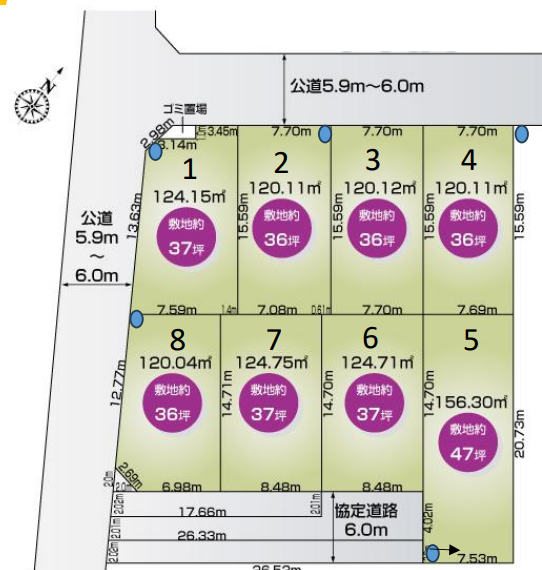 N
公道5.9m〜6.0m
ゴミ置場
2.98m
3.14m
3.45m
7.70m
7.70m
7.70m
1
2
3
4
124.15㎡
120.11㎡
120.12㎡
120.11㎡
敷地約
37坪
敷地約
36坪
敷地約
36坪
敷地約
36坪
13.63m
15.59m
15.59m
15.59m
15.59m
公道
5.9m
〜
6.0m
7.59m
1.4m
7.08m
0.61m
7.70m
7.69m
8
7
6
5
120.04㎡
124.75㎡
124.71㎡
156.30㎡
敷地約
36坪
敷地約
37坪
敷地約
37坪
敷地約
47坪
12.77m
14.71m
14.70m
14.70m
20.73m
2.69m
2.0m
2.0m
6.98m
8.48m
8.48m
2.02m
17.66m
2.01m
協定道路
6.0m
4.02m
2.01m
26.33m
2.02m
7.53m
26.52m